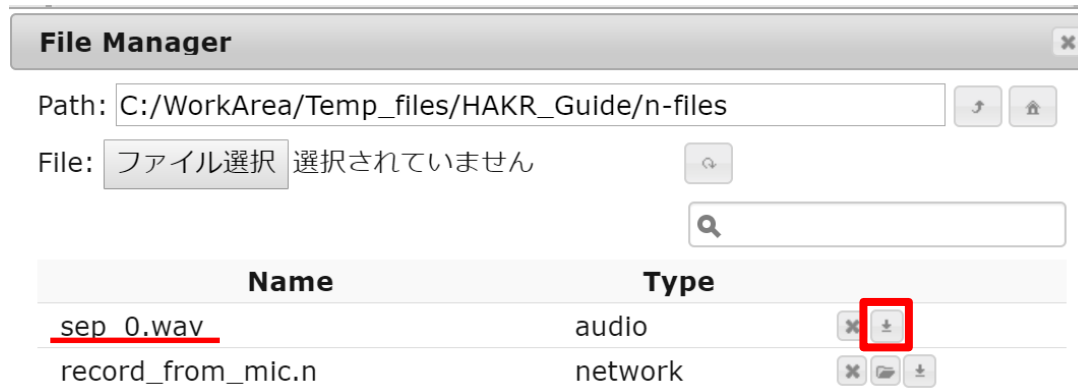 File Manager
Path: C:/WorkArea/Temp_files/HAKR_Guide/n-files
File: ファイル選択 選択されていません
Name Type
sep_0.wav audio
record_from_mic.n network